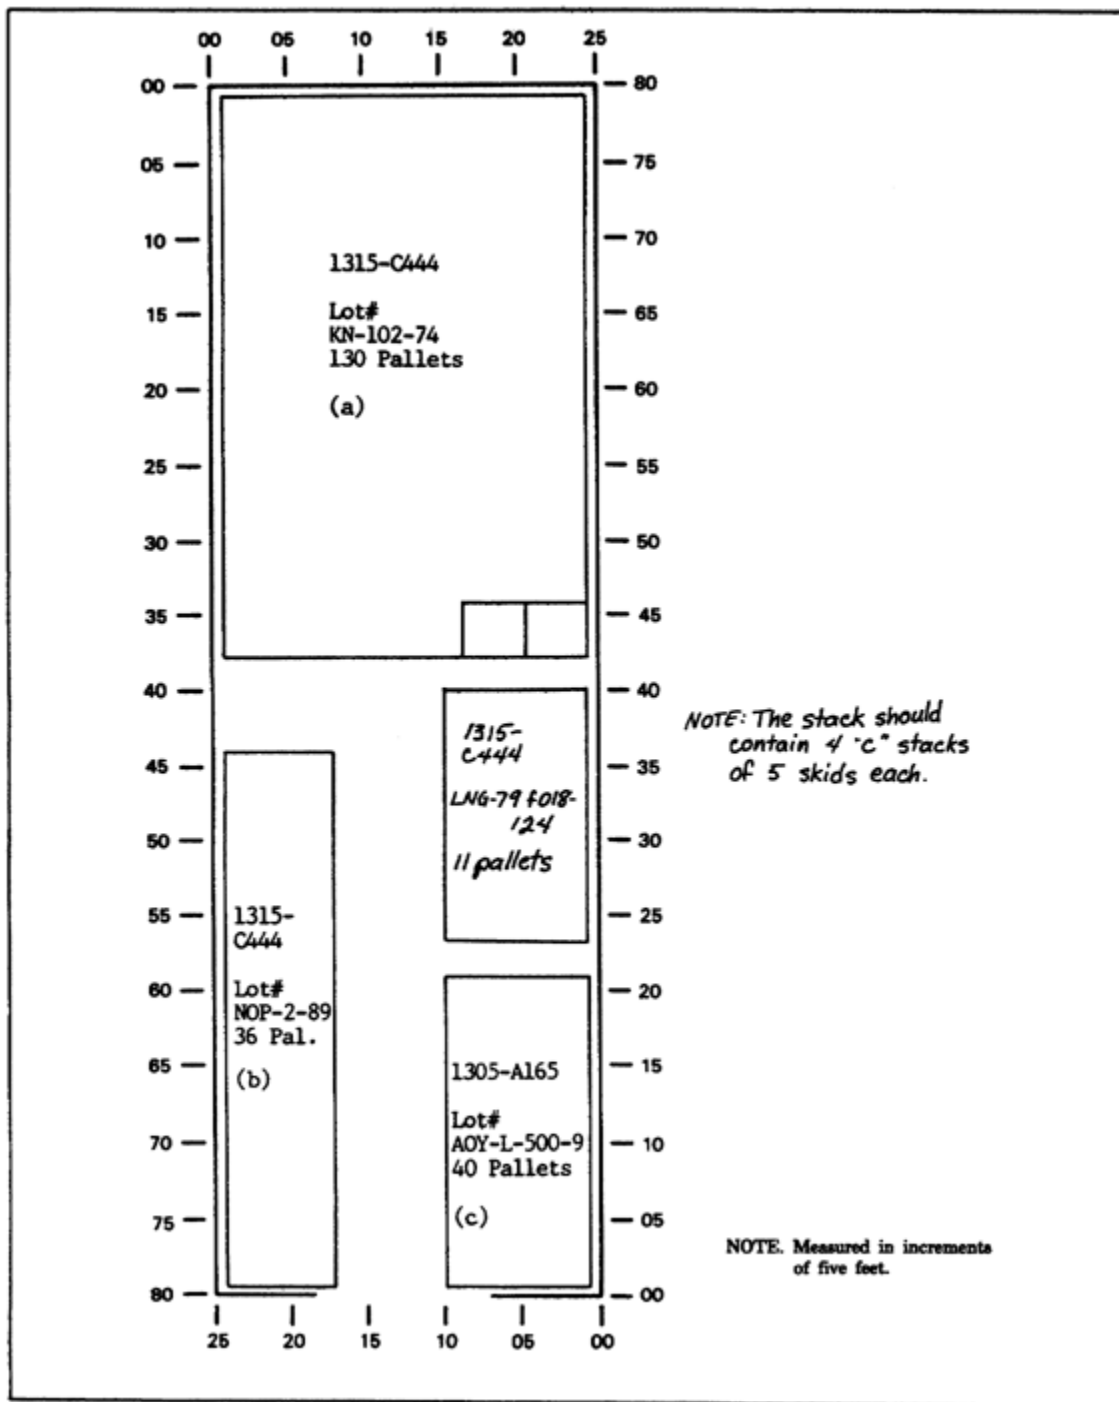 00 05 10 15 20 25
00 80
05 75
10 70
1315-C444
15 65
Lot#
KN-102-74
130 Pallets
20 60
(a)
25 55
30 50
35 45
40 40
1315-
C444
NOTE: The stack should
contain 4 "C" stacks
of 5 skids each.
45 35
LNG-79 f018-
124
50 30
11 pallets
55 25
1315-
C444
60 20
Lot#
NOP-2-89
36 Pal.
65 15
1305-A165
(b)
Lot#
70 10
AOY-L-500-9
40 Pallets
(c)
75 05
NOTE. Measured in increments
of five feet.
80 00
25 20 15 10 05 00